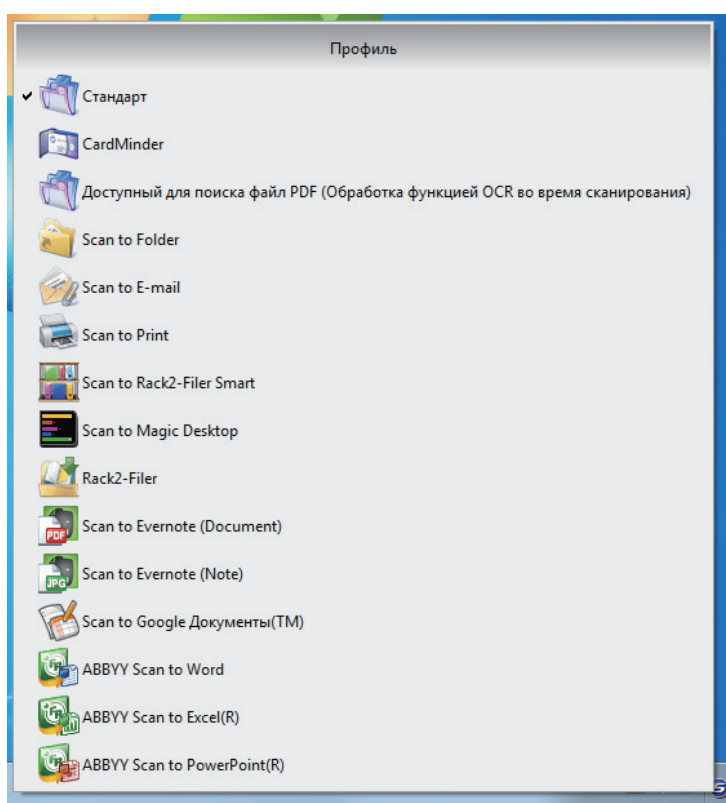 Профиль
Стандарт
CardMinder
Доступный для поиска файл PDF (Обработка функцией OCR во время сканирования)
Scan to Folder
Scan to E-mail
Scan to Print
Scan to Rack2-Filer Smart
Scan to Magic Desktop
Rack2-Filer
PDF Scan to Evernote (Document)
JPG Scan to Evernote (Note)
Scan to Google Документы(TM)
ABBYY Scan to Word
ABBYY Scan to Excel(R)
ABBYY Scan to PowerPoint(R)